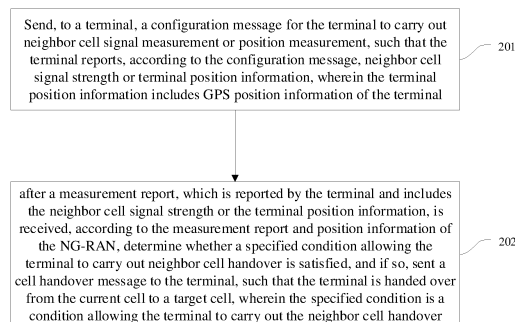 Send, to a terminal, a configuration message for the terminal to carry out
neighbor cell signal measurement or position measurement, such that the
terminal reports, according to the configuration message, neighbor cell
signal strength or terminal position information, wherein the terminal
position information includes GPS position information of the terminal
201
after a measurement report, which is reported by the terminal and includes
the neighbor cell signal strength or the terminal position information, is
received, according to the measurement report and position information of
the NG-RAN, determine whether a specified condition allowing the
terminal to carry out neighbor cell handover is satisfied, and if so, sent a
cell handover message to the terminal, such that the terminal is handed over
from the current cell to a target cell, wherein the specified condition is a
condition allowing the terminal to carry out the neighbor cell handover
202